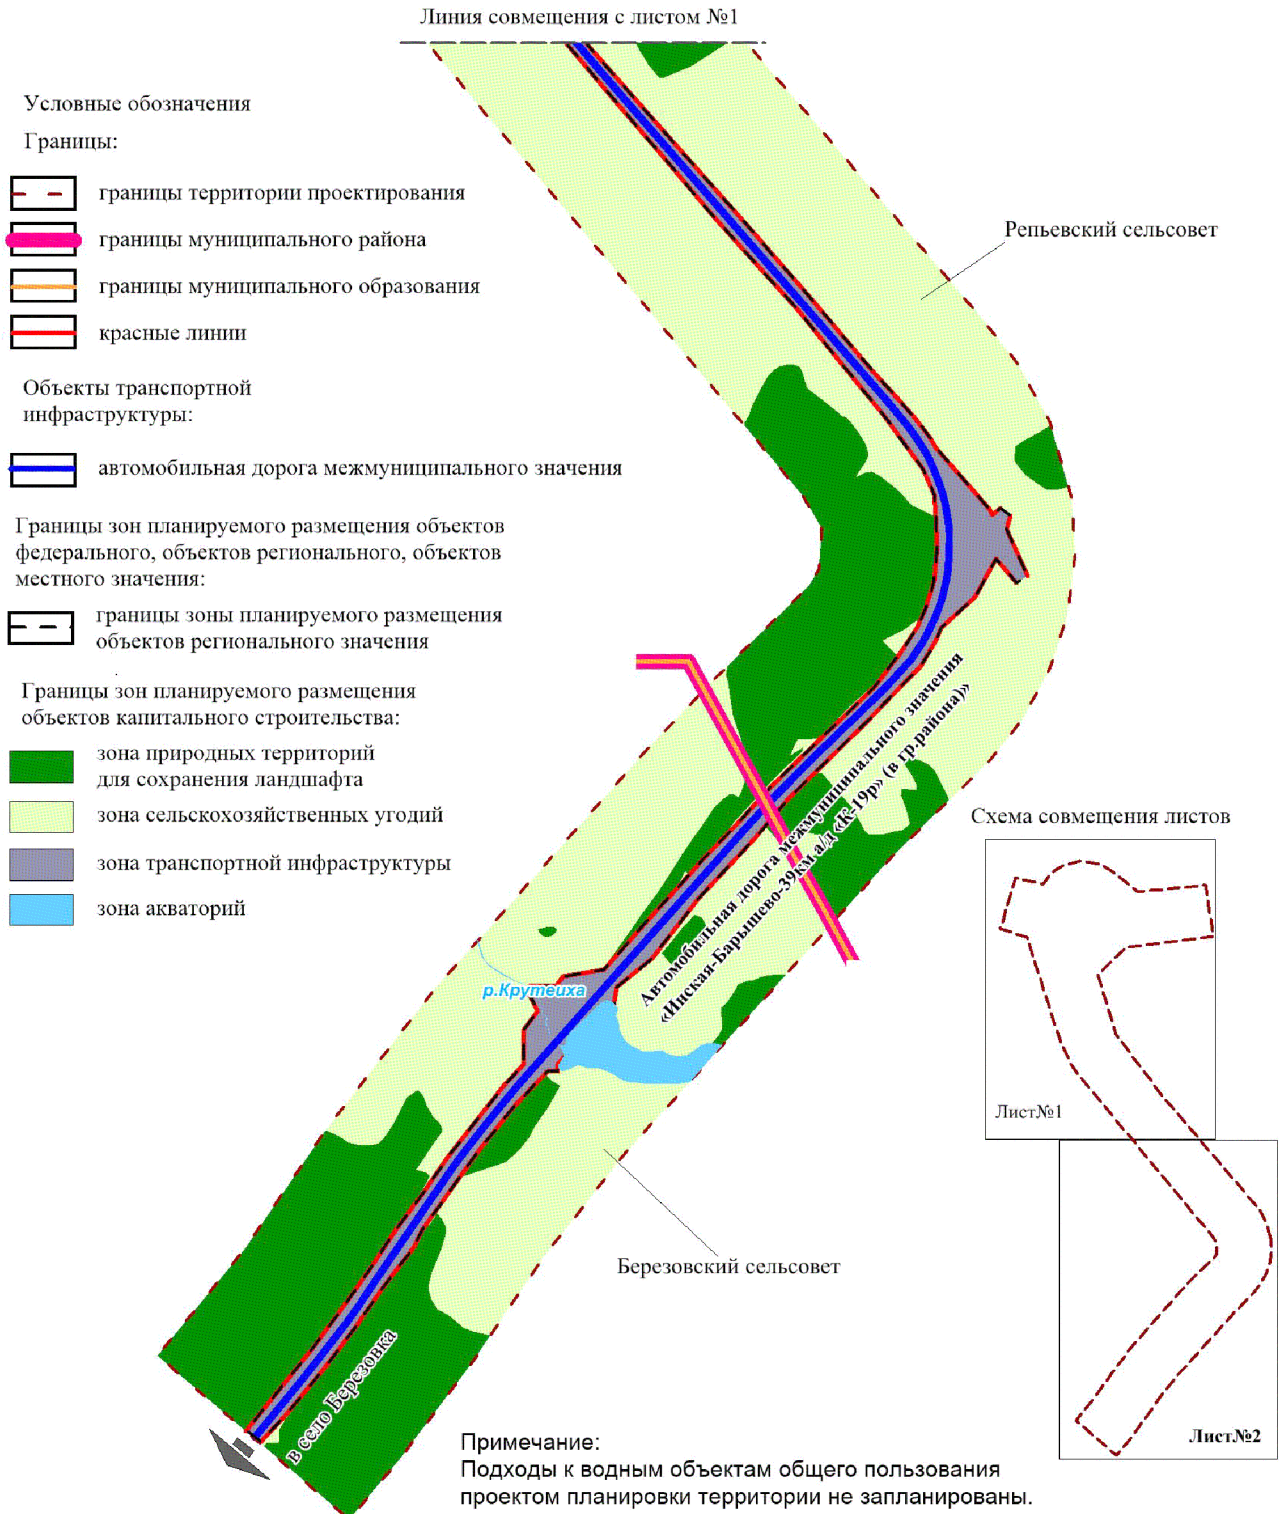 Линия совмещения с листом №1
Условные обозначения
Границы:
границы территории проектирования
границы муниципального района
границы муниципального образования
красные линии
Объекты транспортной
инфраструктуры:
автомобильная дорога межмуниципального значения
Границы зон планируемого размещения объектов
федерального, объектов регионального, объектов
местного значения:
границы зоны планируемого размещения
объектов регионального значения
Границы зон планируемого размещения
объектов капитального строительства:
зона природных территорий
для сохранения ландшафта
зона сельскохозяйственных угодий
зона транспортной инфраструктуры
зона акваторий
Репьевский сельсовет
Автомобильная дорога межмуниципального значения
«Инская-Барышево-39км а/д «К-19р» (в гр.района)»
р.Крутеиха
Березовский сельсовет
в село Березовка
Схема совмещения листов
Лист№1
Лист№2
Примечание:
Подходы к водным объектам общего пользования
проектом планировки территории не запланированы.